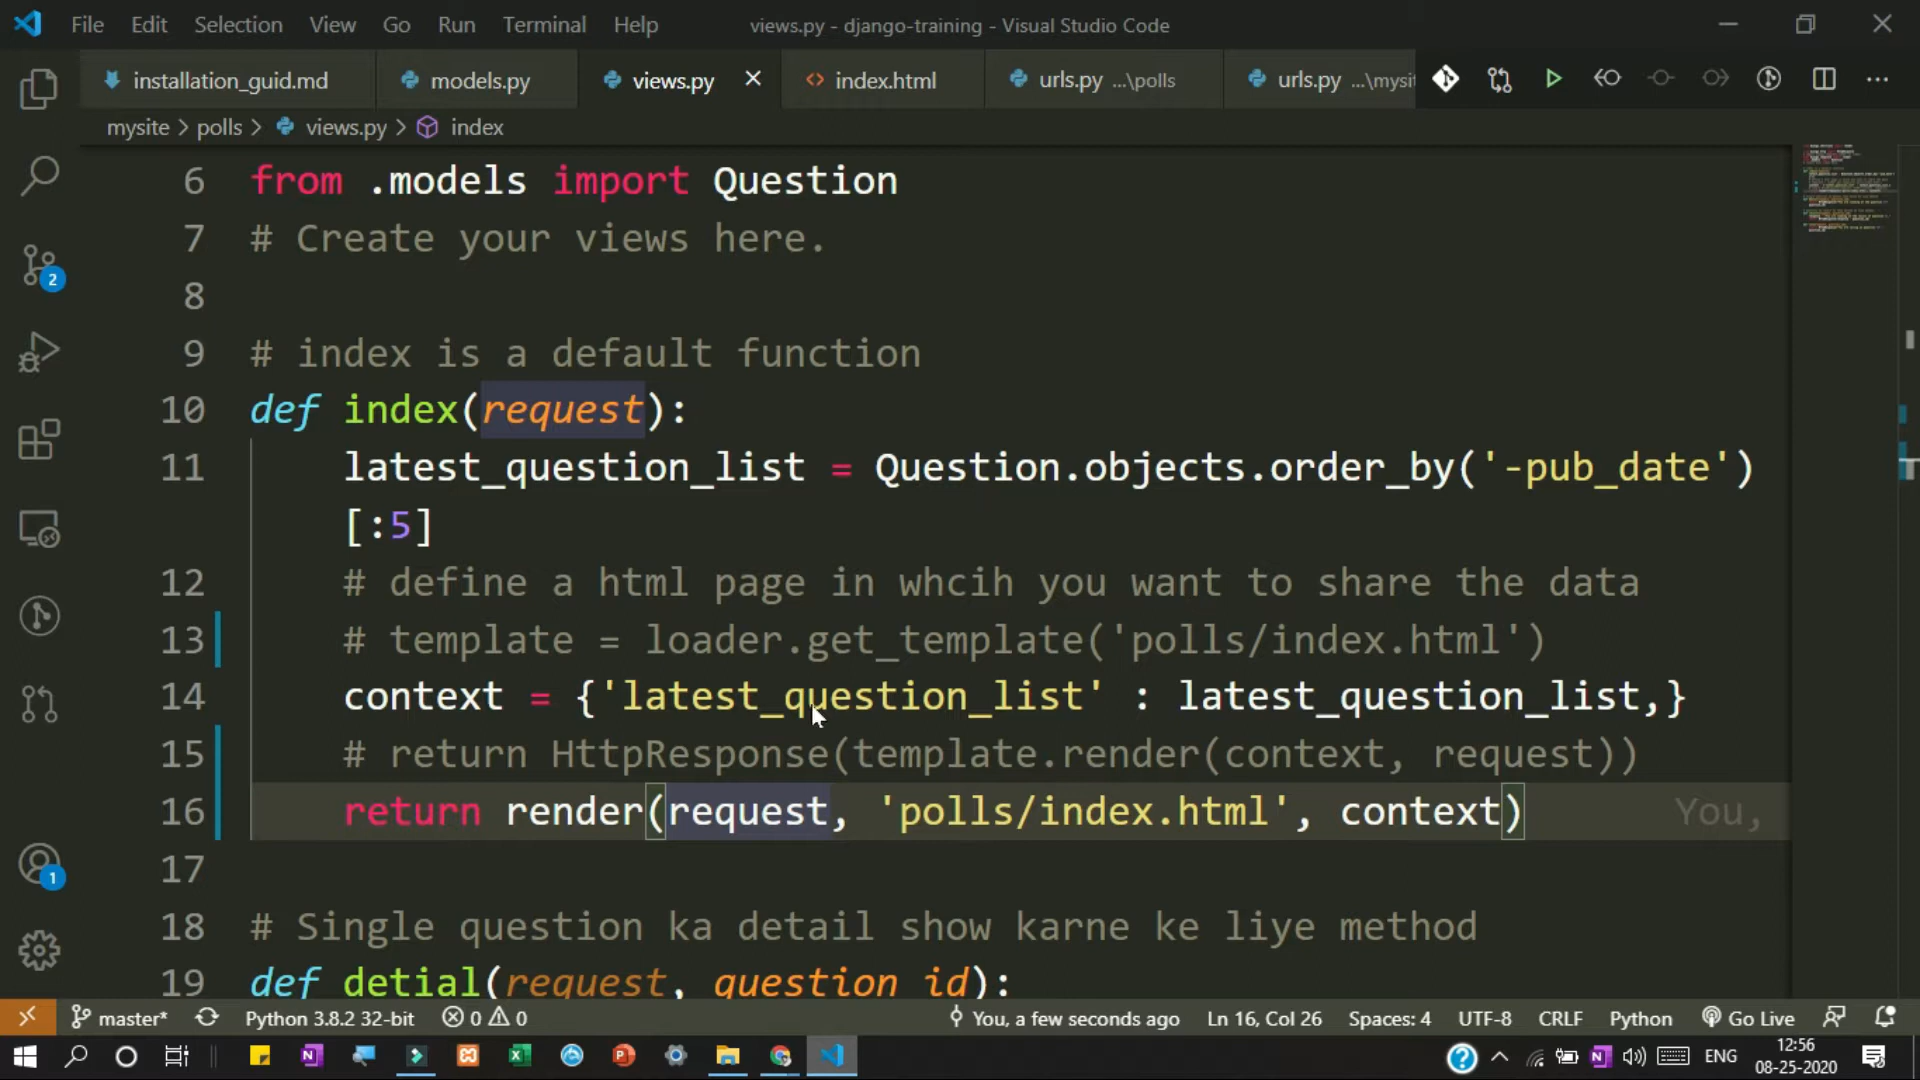 File Edit Selection View Go Run Terminal Help views.py - django-training - Visual Studio Code
installation_guid.md models.py views.py index.html urls.py ...\polls urls.py ...\mysit
mysite > polls > views.py > index
6 from .models import Question
7 # Create your views here.
8
9 # index is a default function
10 def index(request):
11 latest_question_list = Question.objects.order_by('-pub_date')
[:5]
12 # define a html page in whcih you want to share the data
13 # template = loader.get_template('polls/index.html')
14 context = {'latest_question_list' : latest_question_list,}
15 # return HttpResponse(template.render(context, request))
16 return render(request, 'polls/index.html', context) You,
17
18 # Single question ka detail show karne ke liye method
19 def detial(request, question_id):
2
1
master* Python 3.8.2 32-bit 0 0 You, a few seconds ago Ln 16, Col 26 Spaces: 4 UTF-8 CRLF Python Go Live
ENG 12:56
08-25-2020